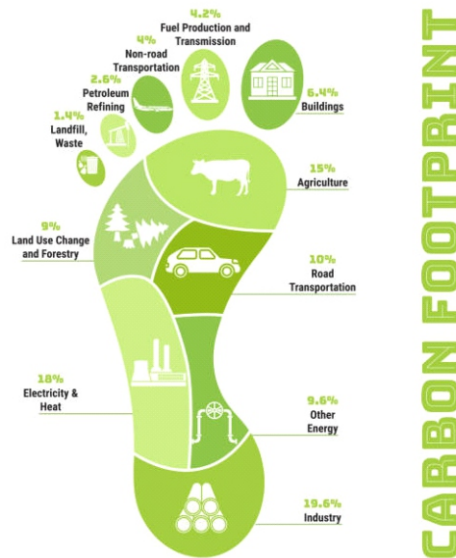 4.2%
Fuel Production and
Transmission
4%
Non-road
Transportation
2.6%
Petroleum
Refining
1.4%
Landfill,
Waste
6.4%
Buildings
15%
Agriculture
9%
Land Use Change
and Forestry
10%
Road
Transportation
18%
Electricity &
Heat
9.6%
Other
Energy
19.6%
Industry
CARBON FOOTPRINT